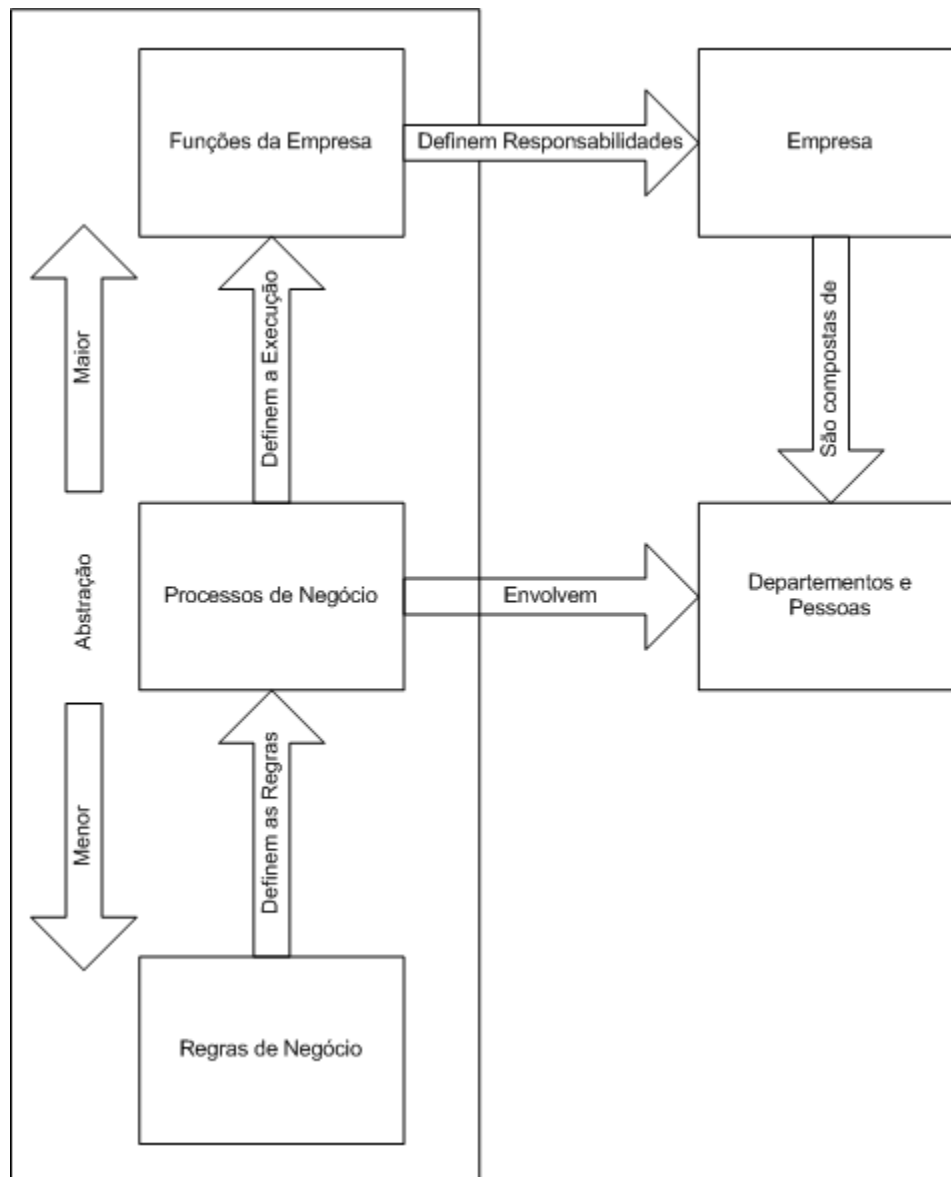 Funções da Empresa
Definem Responsabilidades
Empresa
Maior
Definem a Execução
São compostas de
Abstração
Processos de Negócio
Envolvem
Departementos e
Pessoas
Menor
Definem as Regras
Regras de Negócio